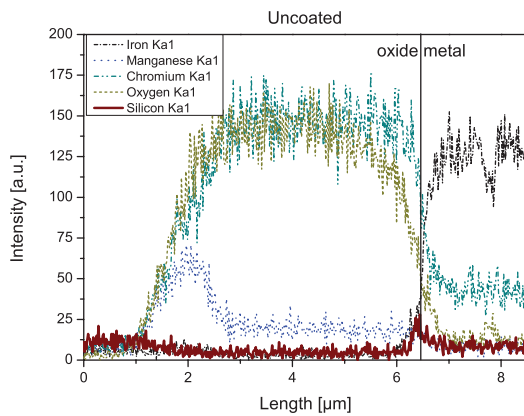 Uncoated
Iron Ka1
Manganese Ka1
Chromium Ka1
Oxygen Ka1
Silicon Ka1
oxide metal
Intensity [a.u.]
200
175
150
125
100
75
50
25
0
0 2 4 6 8
Length [µm]